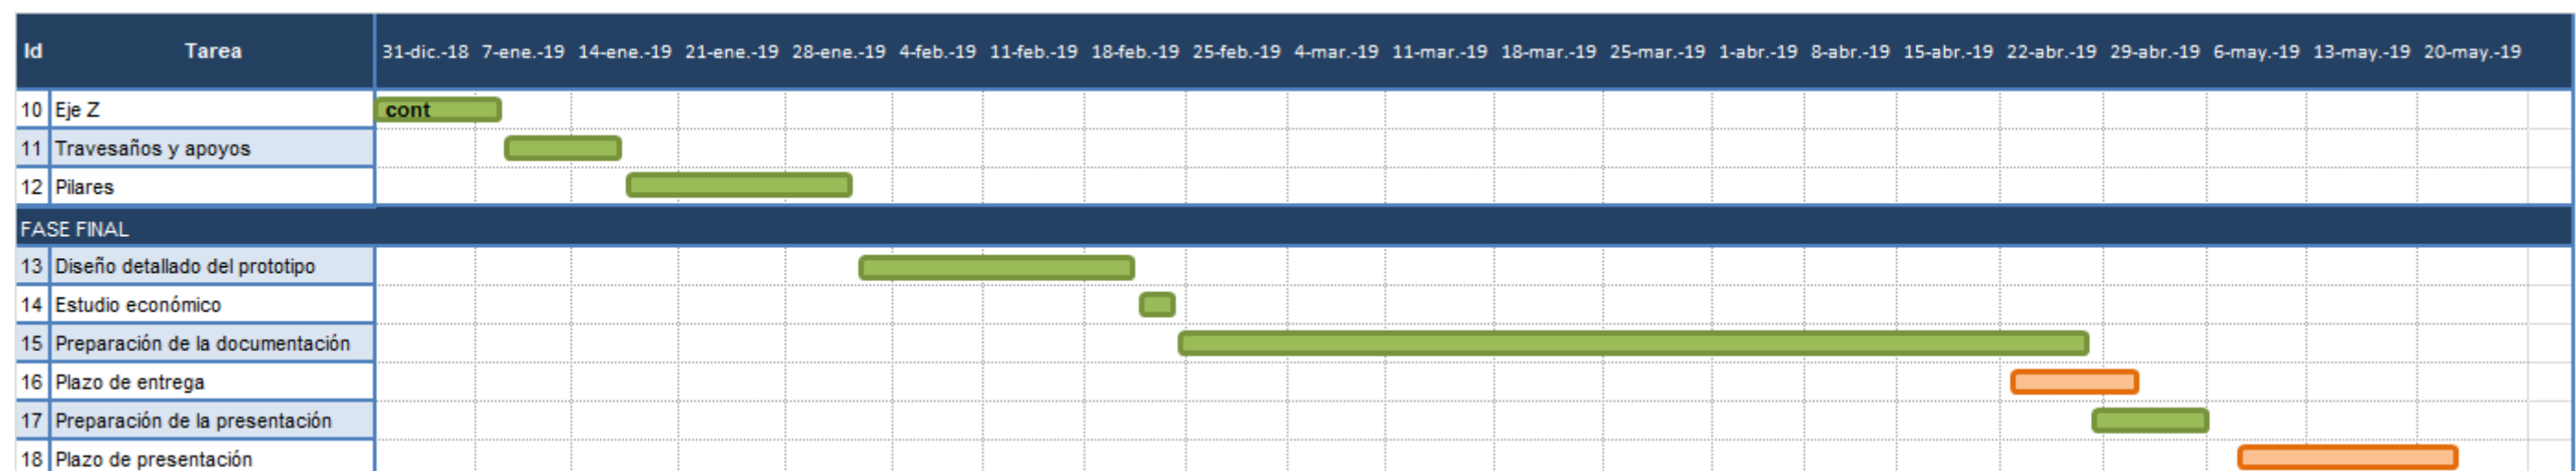 Id Tarea 31-dic.-18 7-ene.-19 14-ene.-19 21-ene.-19 28-ene.-19 4-feb.-19 11-feb.-19 18-feb.-19 25-feb.-19 4-mar.-19 11-mar.-19 18-mar.-19 25-mar.-19 1-abr.-19 8-abr.-19 15-abr.-19 22-abr.-19 29-abr.-19 6-may.-19 13-may.-19 20-may.-19
10 Eje Z cont
11 Travesaños y apoyos
12 Pilares
FASE FINAL
13 Diseño detallado del prototipo
14 Estudio económico
15 Preparación de la documentación
16 Plazo de entrega
17 Preparación de la presentación
18 Plazo de presentación